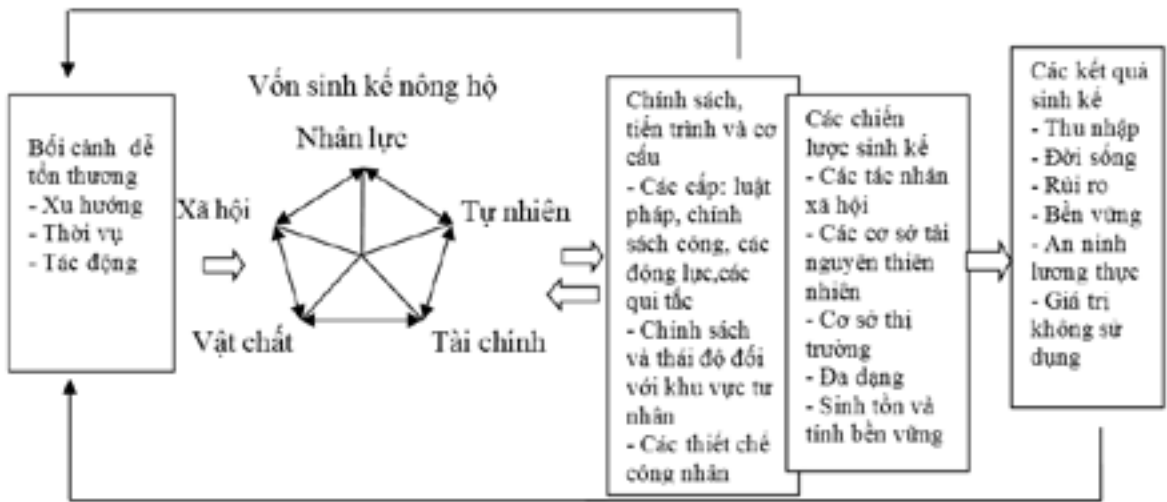 Bối cảnh dễ
tổn thương
- Xu hướng
- Thời vụ
- Tác động
Vốn sinh kế nông hộ
Nhân lực
Xã hội
Tự nhiên
Vật chất
Tài chính
Chính sách,
tiến trình và cơ
cấu
- Các cấp: luật
pháp, chính
sách công, các
động lực,các
qui tắc
- Chính sách
và thái độ đối
với khu vực tư
nhân
- Các thiết chế
công nhân
Các chiến
lược sinh kế
- Các tác nhân
xã hội
- Các cơ sở tài
nguyên thiên
nhiên
- Cơ sở thị
trường
- Đa dạng
- Sinh tồn và
tính bền vững
Các kết quả
sinh kế
- Thu nhập
- Đời sống
- Rủi ro
- Bền vững
- An ninh
lương thực
- Giá trị
không sử
dụng